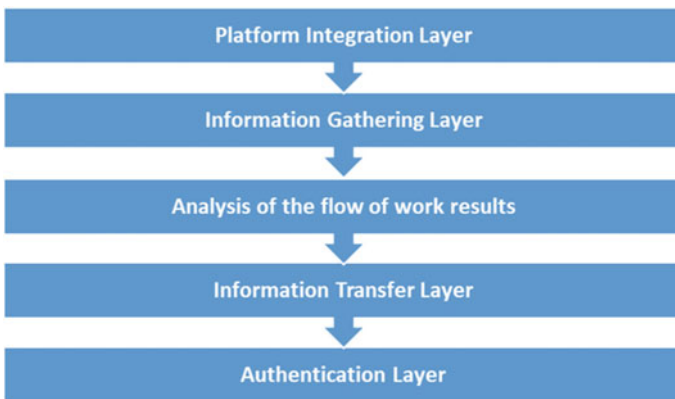 Platform Integration Layer
Information Gathering Layer
Analysis of the flow of work results
Information Transfer Layer
Authentication Layer